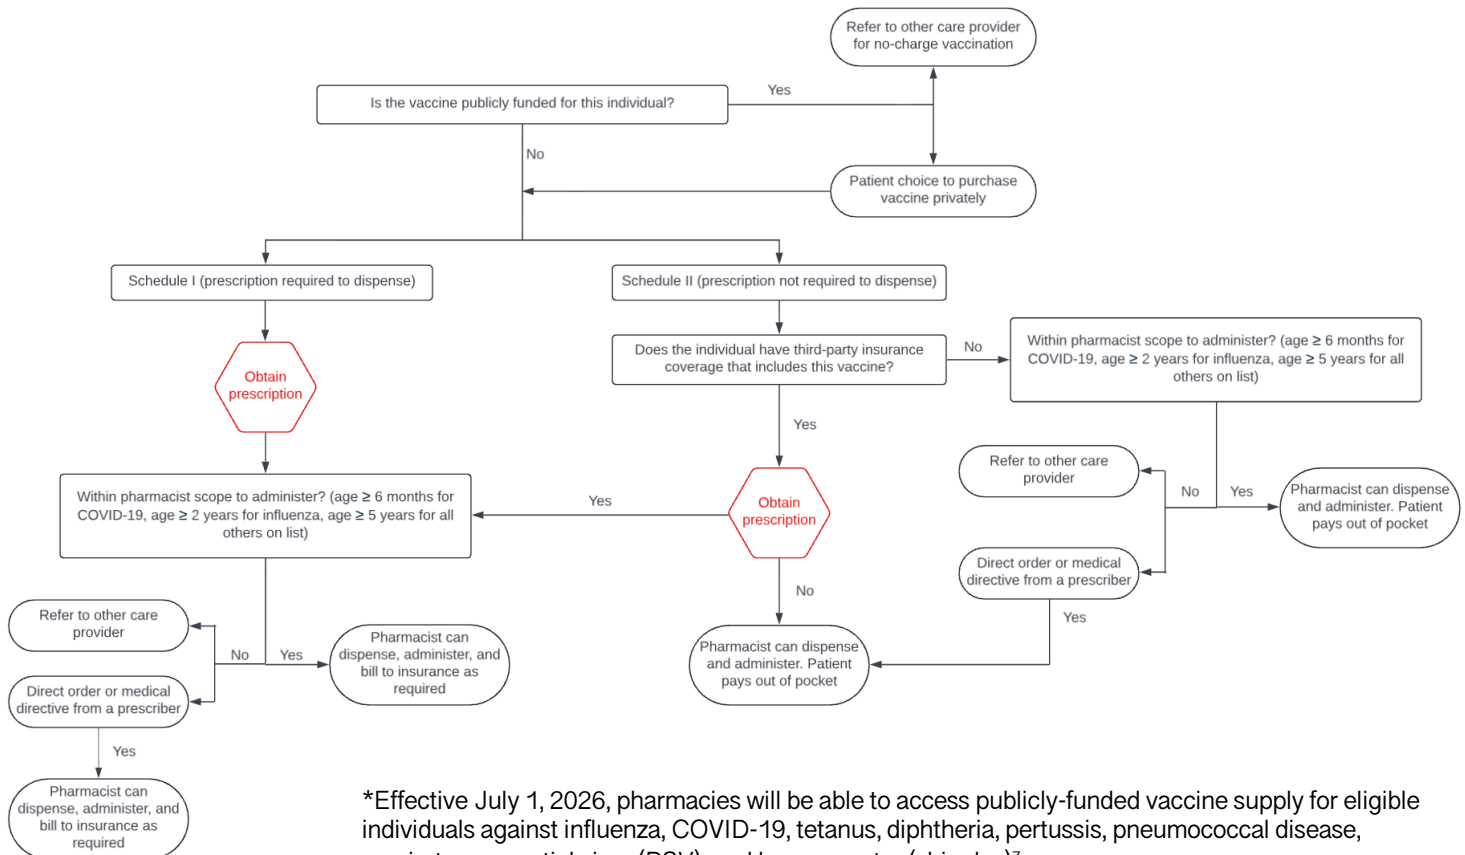 Refer to other care provider
for no-charge vaccination
Is the vaccine publicly funded for this individual?
Yes
No
Patient choice to purchase
vaccine privately
Schedule I (prescription required to dispense)
Schedule II (prescription not required to dispense)
Obtain
prescription
Does the individual have third-party insurance
coverage that includes this vaccine?
No
Within pharmacist scope to administer? (age ≥ 6 months for
COVID-19, age ≥ 2 years for influenza, age ≥ 5 years for all
others on list)
Yes
Refer to other care
provider
No
Yes
Pharmacist can dispense
and administer. Patient
pays out of pocket
Direct order or medical
directive from a prescriber
Yes
Within pharmacist scope to administer? (age ≥ 6 months for
COVID-19, age ≥ 2 years for influenza, age ≥ 5 years for all
others on list)
Yes
Obtain
prescription
No
Pharmacist can dispense
and administer. Patient
pays out of pocket
Refer to other care
provider
No
Yes
Pharmacist can
dispense, administer, and
bill to insurance as
required
Direct order or medical
directive from a prescriber
Yes
Pharmacist can
dispense, administer, and
bill to insurance as
required
*Effective July 1, 2026, pharmacies will be able to access publicly-funded vaccine supply for eligible
individuals against influenza, COVID-19, tetanus, diphtheria, pertussis, pneumococcal disease,